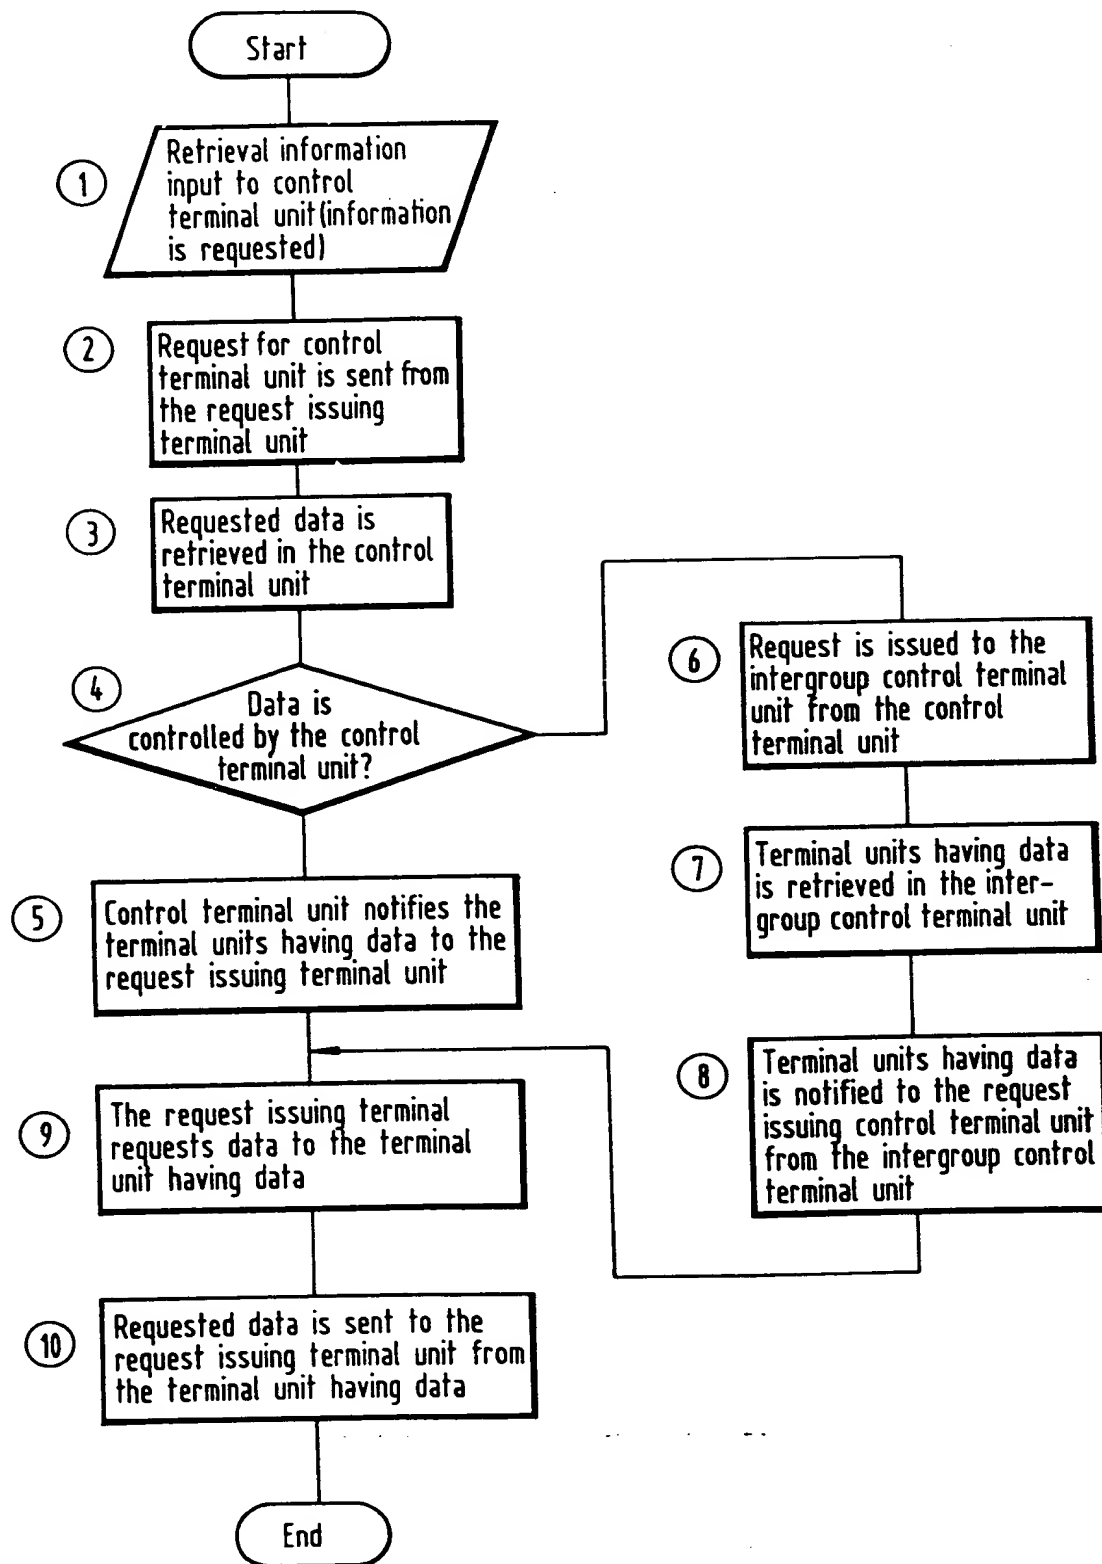 Start
1
Retrieval information
input to control
terminal unit(information
is requested)
2
Request for control
terminal unit is sent from
the request issuing
terminal unit
3
Requested data is
retrieved in the control
terminal unit
4
Data is
controlled by the control
terminal unit?
5
Control terminal unit notifies the
terminal units having data to the
request issuing terminal unit
6
Request is issued to the
intergroup control terminal
unit from the control
terminal unit
7
Terminal units having data
is retrieved in the inter-
group control terminal unit
8
Terminal units having data
is notified to the request
issuing control terminal unit
from the intergroup control
terminal unit
9
The request issuing terminal
requests data to the terminal
unit having data
10
Requested data is sent to the
request issuing terminal unit from
the terminal unit having data
End